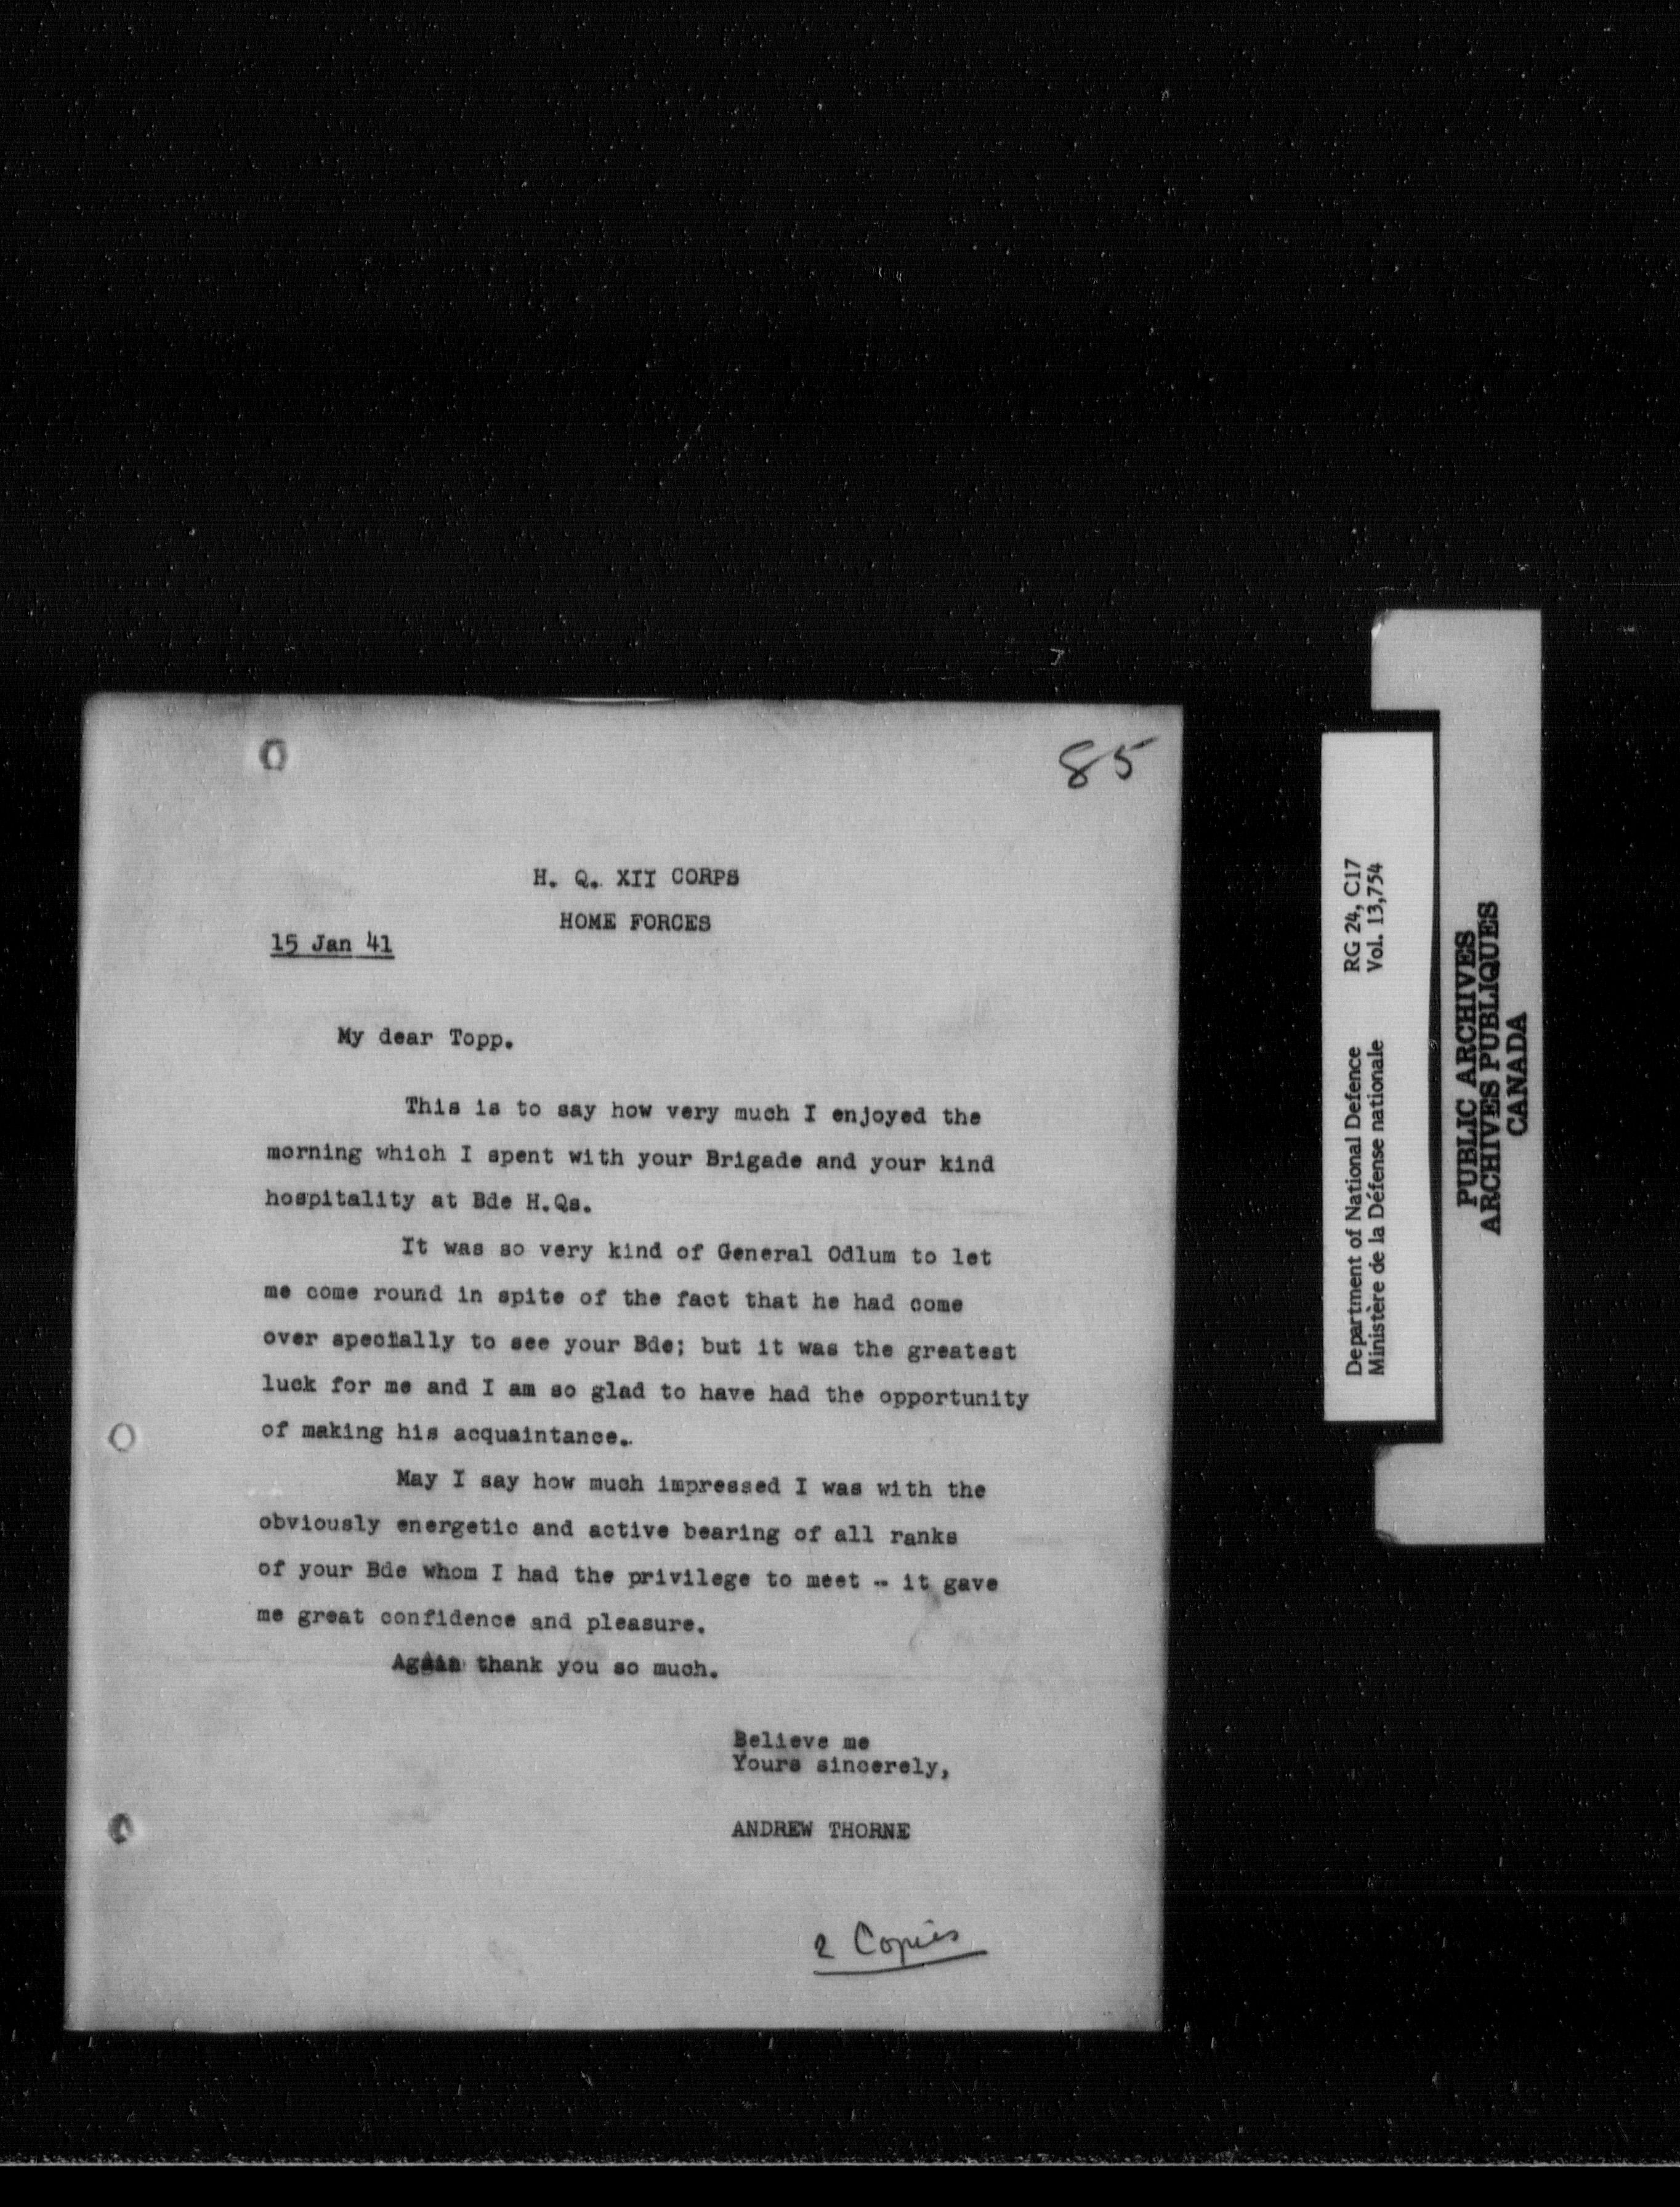 85
H. Q. XII CORPS
HOME FORCES
15 Jan 41
My dear Topp.
This is to say how very much I enjoyed the
morning which I spent with your Brigade and your kind
hospitality at Bde H.Qs.
It was so very kind of General Odlum to let
me come round in spite of the fact that he had come
over specially to see your Bde; but it was the greatest
luck for me and I am so glad to have had the opportunity
of making his acquaintance.
May I say how much impressed I was with the
obviously energetic and active bearing of all ranks
of your Bde whom I had the privilege to meet -- it gave
me great confidence and pleasure.
Again thank you so much.
Believe me
Yours sincerely,
ANDREW THORNE
2 Copies
Department of National Defence RG 24, C17
Ministère de la Défense nationale Vol. 13,754
PUBLIC ARCHIVES
ARCHIVES PUBLIQUES
CANADA